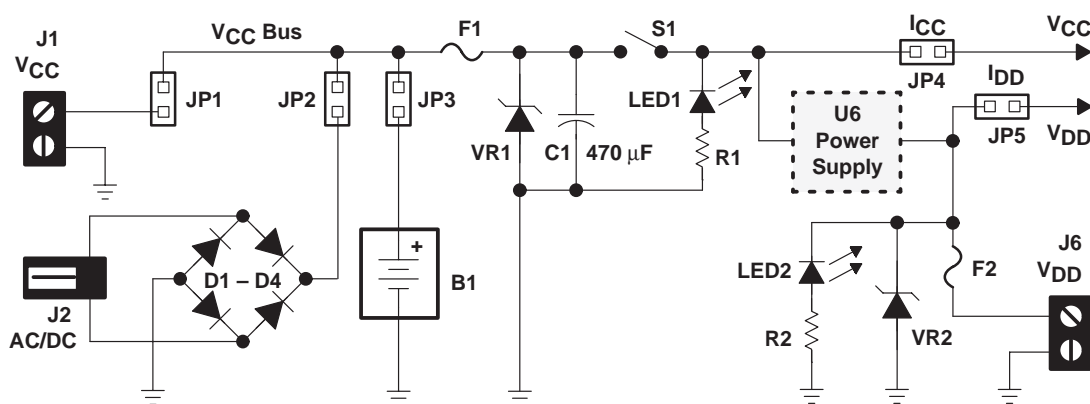 J1
VCC
VCC Bus
JP1
JP2
JP3
F1
S1
ICC
VCC
JP4
IDD
JP5
VDD
VR1
C1
470 µF
LED1
R1
U6
Power
Supply
J2
AC/DC
D1 – D4
+
B1
LED2
R2
VR2
F2
J6
VDD